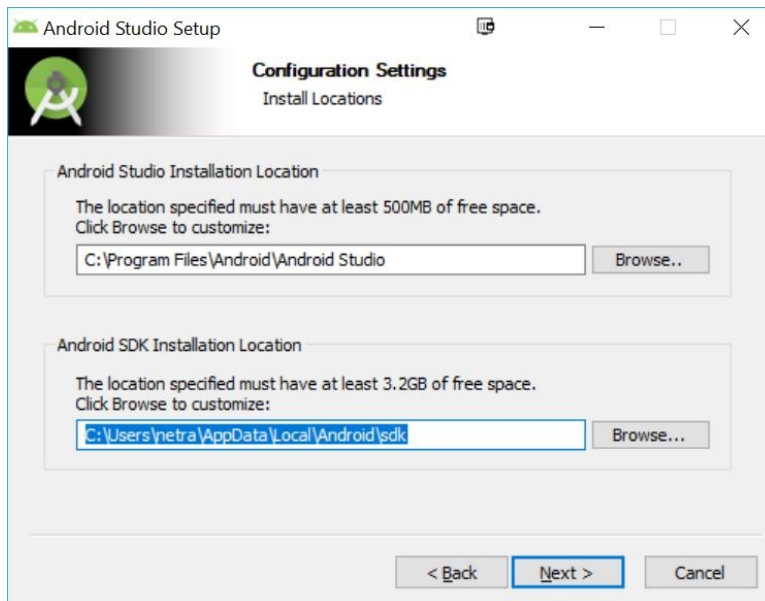 Android Studio Setup
Configuration Settings
Install Locations
Android Studio Installation Location
The location specified must have at least 500MB of free space.
Click Browse to customize:
C:\Program Files\Android\Android Studio
Browse..
Android SDK Installation Location
The location specified must have at least 3.2GB of free space.
Click Browse to customize:
C:\Users\netra\AppData\Local\Android\sdk
Browse...
< Back
Next >
Cancel